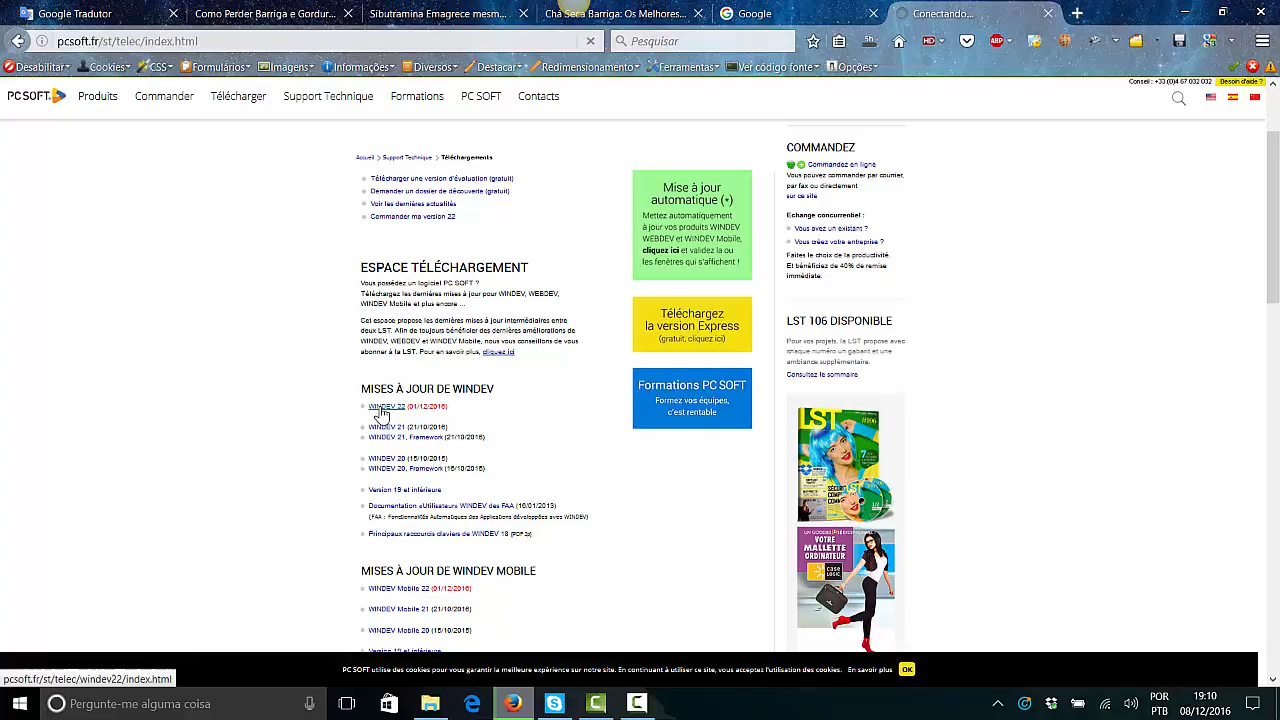 Google Tradutor
Como Perder Barriga e Gordur...
Sibutramina Emagrece mesm...
Chá Seca Barriga: Os Melhores...
Google
Conectando...
pcsoft.fr/st/telec/index.html
Pesquisar
Desabilitar
Cookies
CSS
Formulários
Imagens
Informações
Diversos
Destacar
Redimensionamento
Ferramentas
Ver código fonte
Opções
Conseil : +33 (0)4 67 032 032
Besoin d'aide ?
PC SOFT
Produits
Commander
Télécharger
Support Technique
Formations
PC SOFT
Contacts
Accueil > Support Technique > Téléchargements
Télécharger une version d'évaluation (gratuit)
Demander un dossier de découverte (gratuit)
Voir les dernières actualités
Commander ma version 22
ESPACE TÉLÉCHARGEMENT
Vous possédez un logiciel PC SOFT ?
Téléchargez les dernières mises à jour pour WINDEV, WEBDEV,
WINDEV Mobile et plus encore ...
Cet espace propose les dernières mises à jour intermédiaires entre
deux LST. Afin de toujours bénéficier des dernières améliorations de
WINDEV, WEBDEV et WINDEV Mobile, nous vous conseillons de vous
abonner à la LST. Pour en savoir plus, cliquez ici
MISES À JOUR DE WINDEV
WINDEV 22 (01/12/2016)
WINDEV 21 (21/10/2016)
WINDEV 21, Framework (21/10/2016)
WINDEV 20 (15/10/2015)
WINDEV 20, Framework (15/10/2015)
Version 19 et inférieure
Documentation «Utilisateur» WINDEV des FAA (16/01/2013)
(FAA : Fonctionnalités Automatiques des Applications développées avec WINDEV)
Principaux raccourcis claviers de WINDEV 18
MISES À JOUR DE WINDEV MOBILE
WINDEV Mobile 22 (01/12/2016)
WINDEV Mobile 21 (21/10/2016)
WINDEV Mobile 20 (15/10/2015)
Version 19 et inférieure
Mise à jour
automatique (*)
Mettez automatiquement
à jour vos produits WINDEV
WEBDEV et WINDEV Mobile,
cliquez ici et validez la ou
les fenêtres qui s'affichent !
Téléchargez
la version Express
(gratuit, cliquez ici)
Formations PC SOFT
Formez vos équipes,
c'est rentable
COMMANDEZ
Commandez en ligne
Vous pouvez commander par courrier,
par fax ou directement
sur ce site
Echange concurrentiel :
Vous avez un existant ?
Vous créez votre entreprise ?
Faites le choix de la productivité.
Et bénéficiez de 40% de remise
immédiate.
LST 106 DISPONIBLE
Pour vos projets, la LST propose avec
chaque numéro un gabarit et une
ambiance supplémentaire.
Consultez le sommaire
LST
VOTRE
MALLETTE
ORDINATEUR
CASE
LOGIC
PC SOFT utilise des cookies pour vous garantir la meilleure expérience sur notre site. En continuant à utiliser ce site, vous acceptez l'utilisation des cookies.
En savoir plus
OK
pcsoft.fr/st/telec/windev22/index.html
Pergunte-me alguma coisa
POR
PTB
19:10
08/12/2016